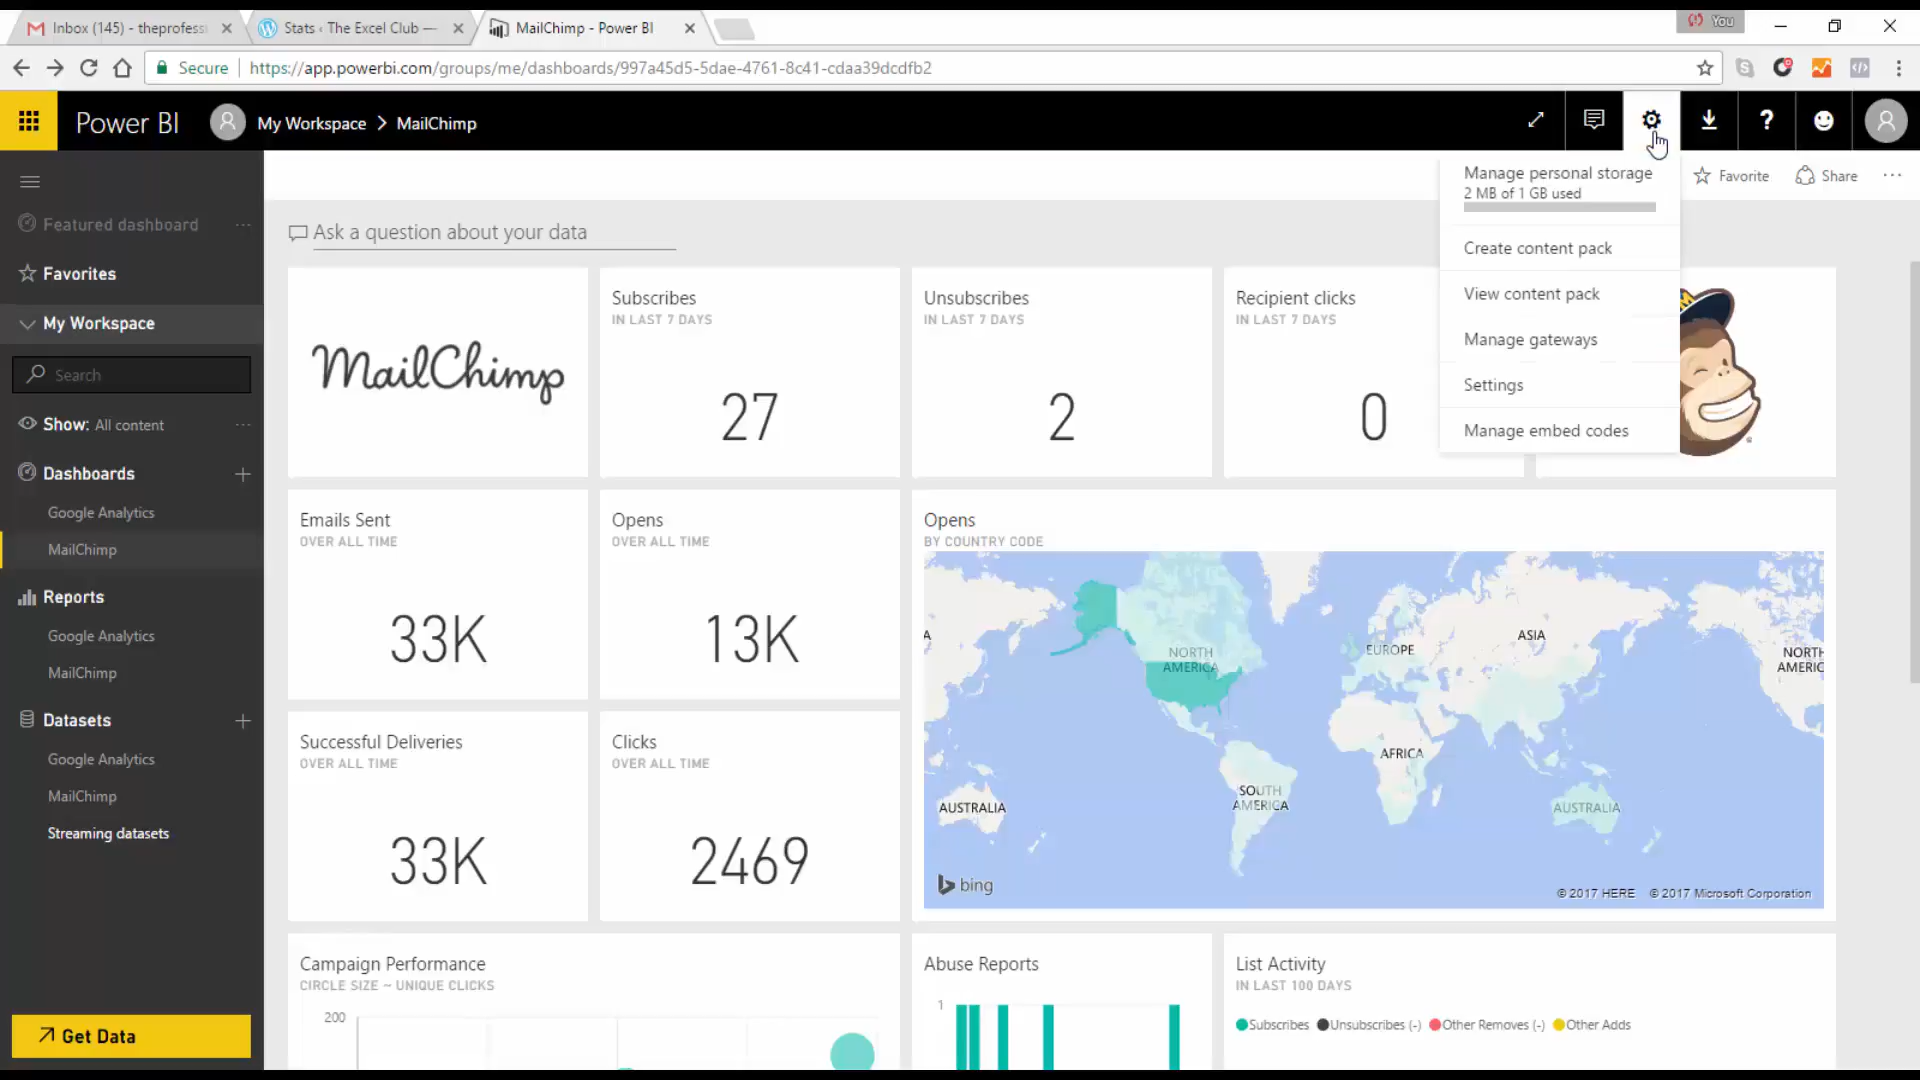 Inbox (145) - theprofessi
Stats ‹ The Excel Club —
MailChimp - Power BI
You
Secure
https://app.powerbi.com/groups/me/dashboards/997a45d5-5dae-4761-8c41-cdaa39dcdfb2
Power BI
My Workspace > MailChimp
?
Manage personal storage
2 MB of 1 GB used
Create content pack
View content pack
Manage gateways
Settings
Manage embed codes
Favorite
Share
Featured dashboard
Favorites
My Workspace
Search
Show: All content
Dashboards
Google Analytics
MailChimp
Reports
Google Analytics
MailChimp
Datasets
Google Analytics
MailChimp
Streaming datasets
Get Data
Ask a question about your data
MailChimp
Subscribes
IN LAST 7 DAYS
27
Unsubscribes
IN LAST 7 DAYS
2
Recipient clicks
IN LAST 7 DAYS
0
Emails Sent
OVER ALL TIME
33K
Opens
OVER ALL TIME
13K
Opens
BY COUNTRY CODE
A
NORTH
AMERICA
EUROPE
ASIA
NORTH
AMERIC
AFRICA
SOUTH
AMERICA
AUSTRALIA
AUSTRALIA
bing
© 2017 HERE © 2017 Microsoft Corporation
Successful Deliveries
OVER ALL TIME
33K
Clicks
OVER ALL TIME
2469
Campaign Performance
CIRCLE SIZE ~ UNIQUE CLICKS
200
Abuse Reports
1
List Activity
IN LAST 100 DAYS
Subscribes Unsubscribes (-) Other Removes (-) Other Adds